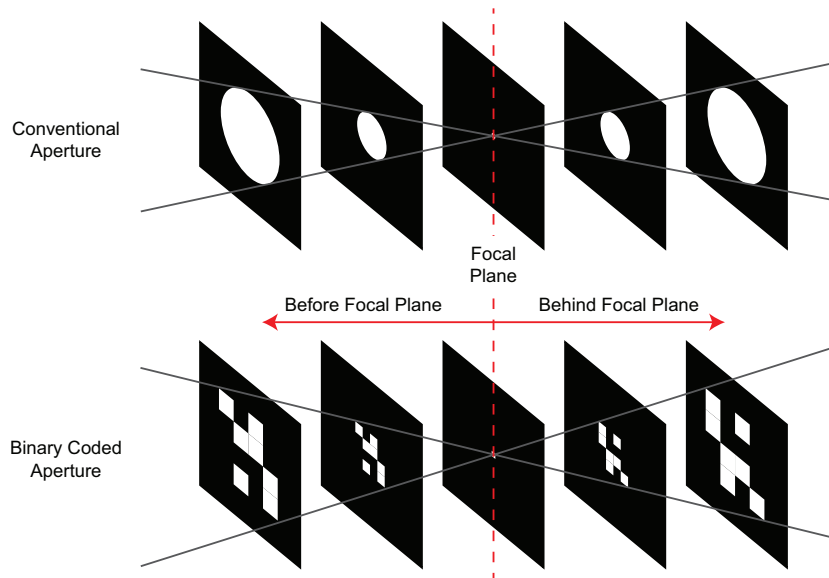 Conventional
Aperture
Focal
Plane
Before Focal Plane
Behind Focal Plane
Binary Coded
Aperture